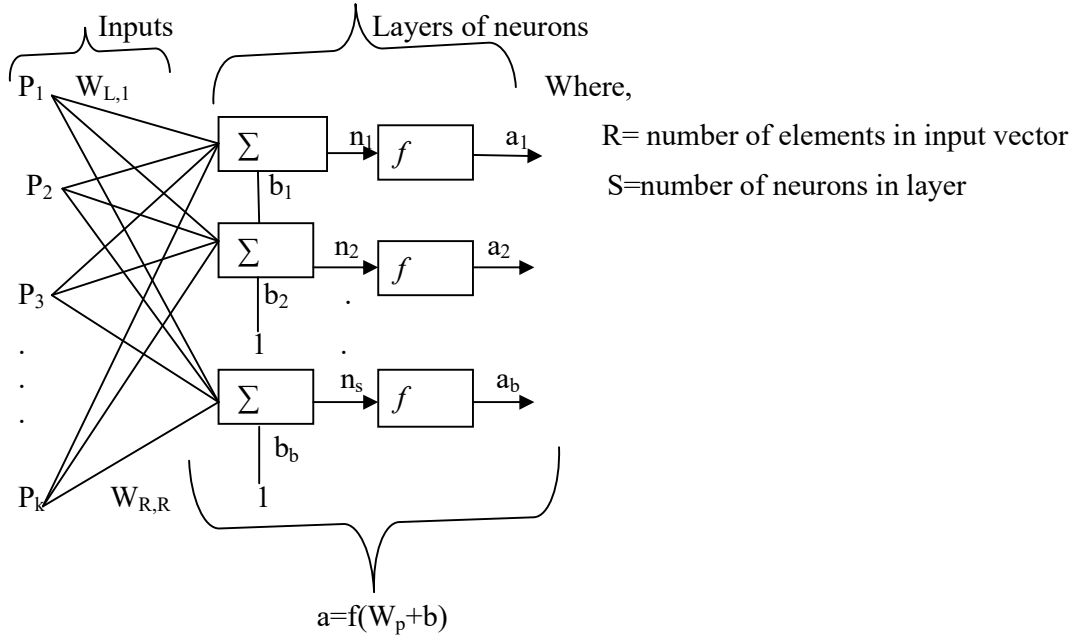 Inputs
Layers of neurons
P1 WL,1
Where,
∑ n1 f a1
R= number of elements in input vector
P2
b1
S=number of neurons in layer
∑ n2 f a2
P3
b2 .
. 1 .
.
∑ ns f ab
.
bb
Pk WR,R 1
a=f(Wp+b)